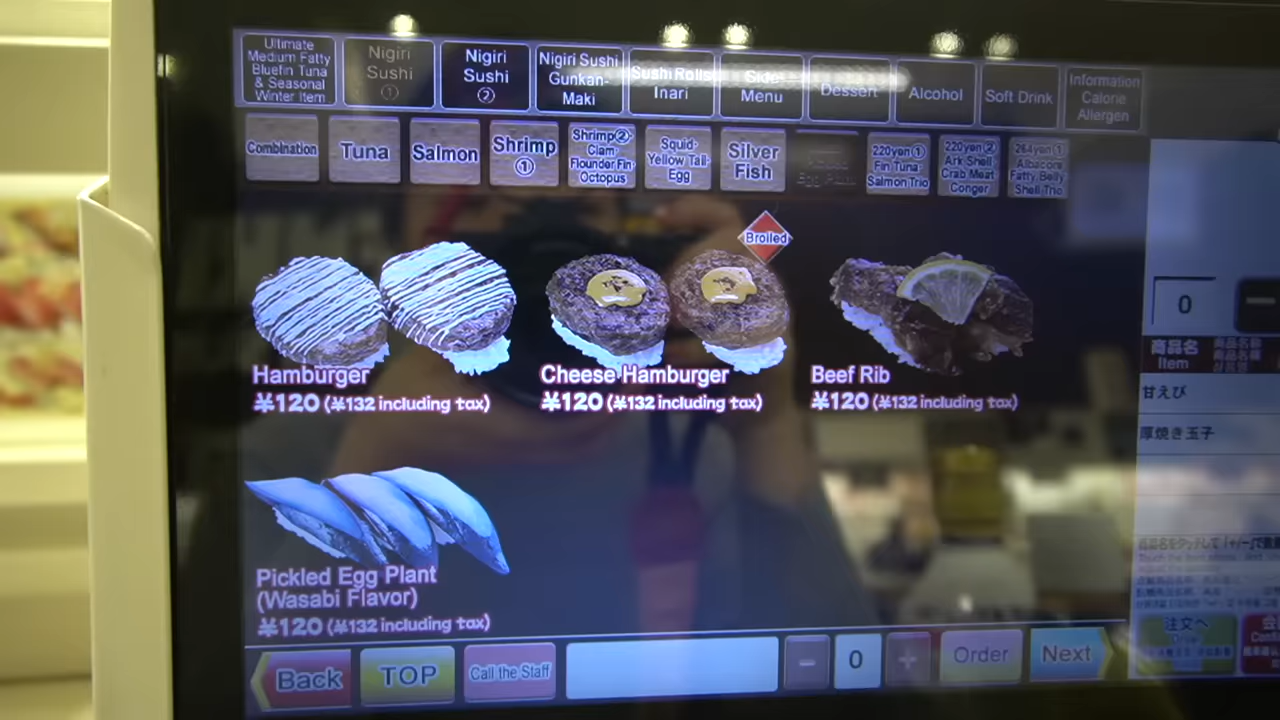 Ultimate
Medium Fatty
Bluefin Tuna
& Seasonal
Winter Item
Nigiri
Sushi
①
Nigiri
Sushi
②
Nigiri Sushi
Gunkan-
Maki
Sushi Rolls
Inari
Side
Menu
Dessert
Alcohol
Soft Drink
Information
Calorie
Allergen
Combination
Tuna
Salmon
Shrimp
①
Shrimp②·
Clam·
Flounder Fin·
Octopus
Squid·
Yellow Tail·
Egg
Silver
Fish
220yen①
Fin Tuna·
Salmon Trio
220yen②
Ark Shell·
Crab Meat·
Conger
264yen①
Albacore
Fatty Belly·
Shell Trio
Broiled
Hamburger
¥120 (¥132 including tax)
Cheese Hamburger
¥120 (¥132 including tax)
Beef Rib
¥120 (¥132 including tax)
Pickled Egg Plant
(Wasabi Flavor)
¥120 (¥132 including tax)
0
商品名
Item
甘えび
厚焼き玉子
Back
TOP
Call the Staff
0
+
Order
Next
注文へ